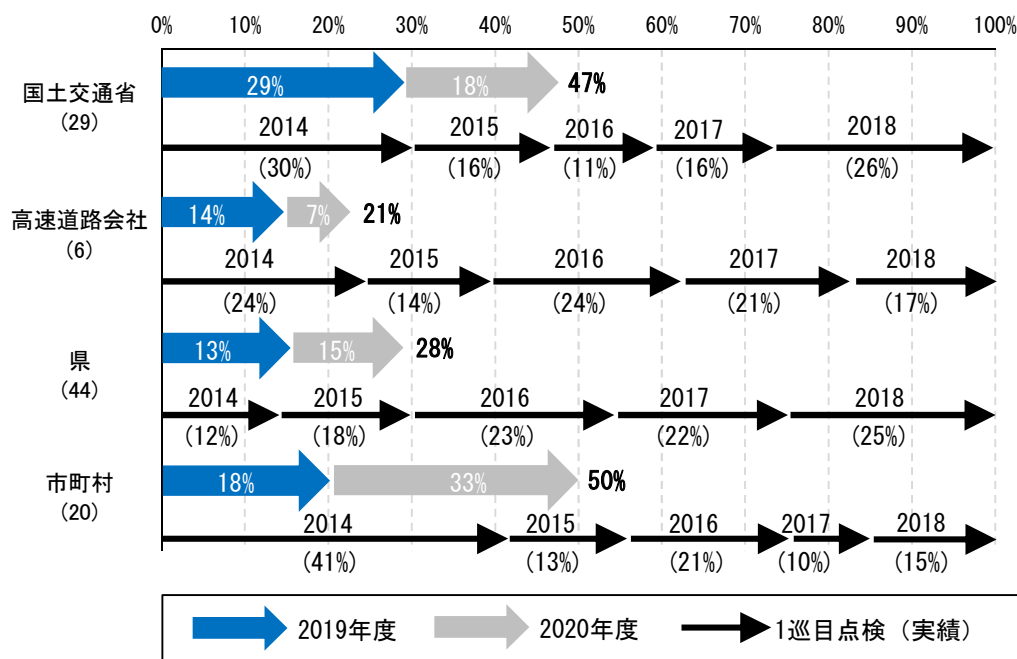 0% 10% 20% 30% 40% 50% 60% 70% 80% 90% 100%
国土交通省
(29)
29% 18% 47%
2014 2015 2016 2017 2018
(30%) (16%) (11%) (16%) (26%)
高速道路会社
(6)
14% 7% 21%
2014 2015 2016 2017 2018
(24%) (14%) (24%) (21%) (17%)
県
(44)
13% 15% 28%
2014 2015 2016 2017 2018
(12%) (18%) (23%) (22%) (25%)
市町村
(20)
18% 33% 50%
2014 2015 2016 2017 2018
(41%) (13%) (21%) (10%) (15%)
2019年度 2020年度 1巡目点検（実績）